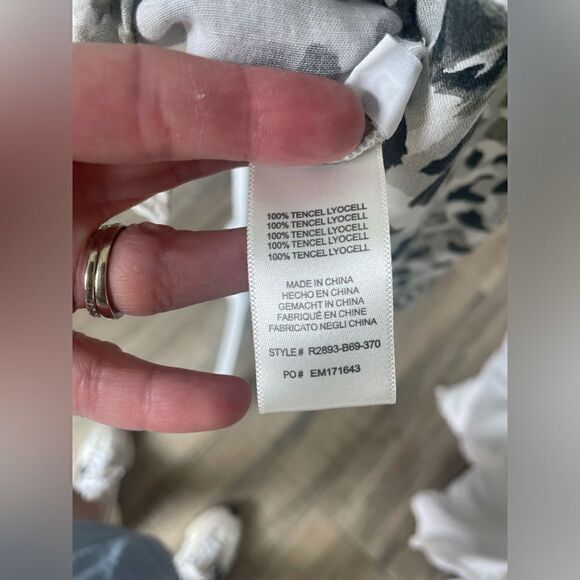 100% TENCEL LYOCELL
100% TENCEL LYOCELL
100% TENCEL LYOCELL
100% TENCEL LYOCELL
100% TENCEL LYOCELL
MADE IN CHINA
HECHO EN CHINA
GEMACHT IN CHINA
FABRIQUÉ EN CHINE
FABRICATO NEGLI CHINA
STYLE# R2893-B69-370
PO# EM171643